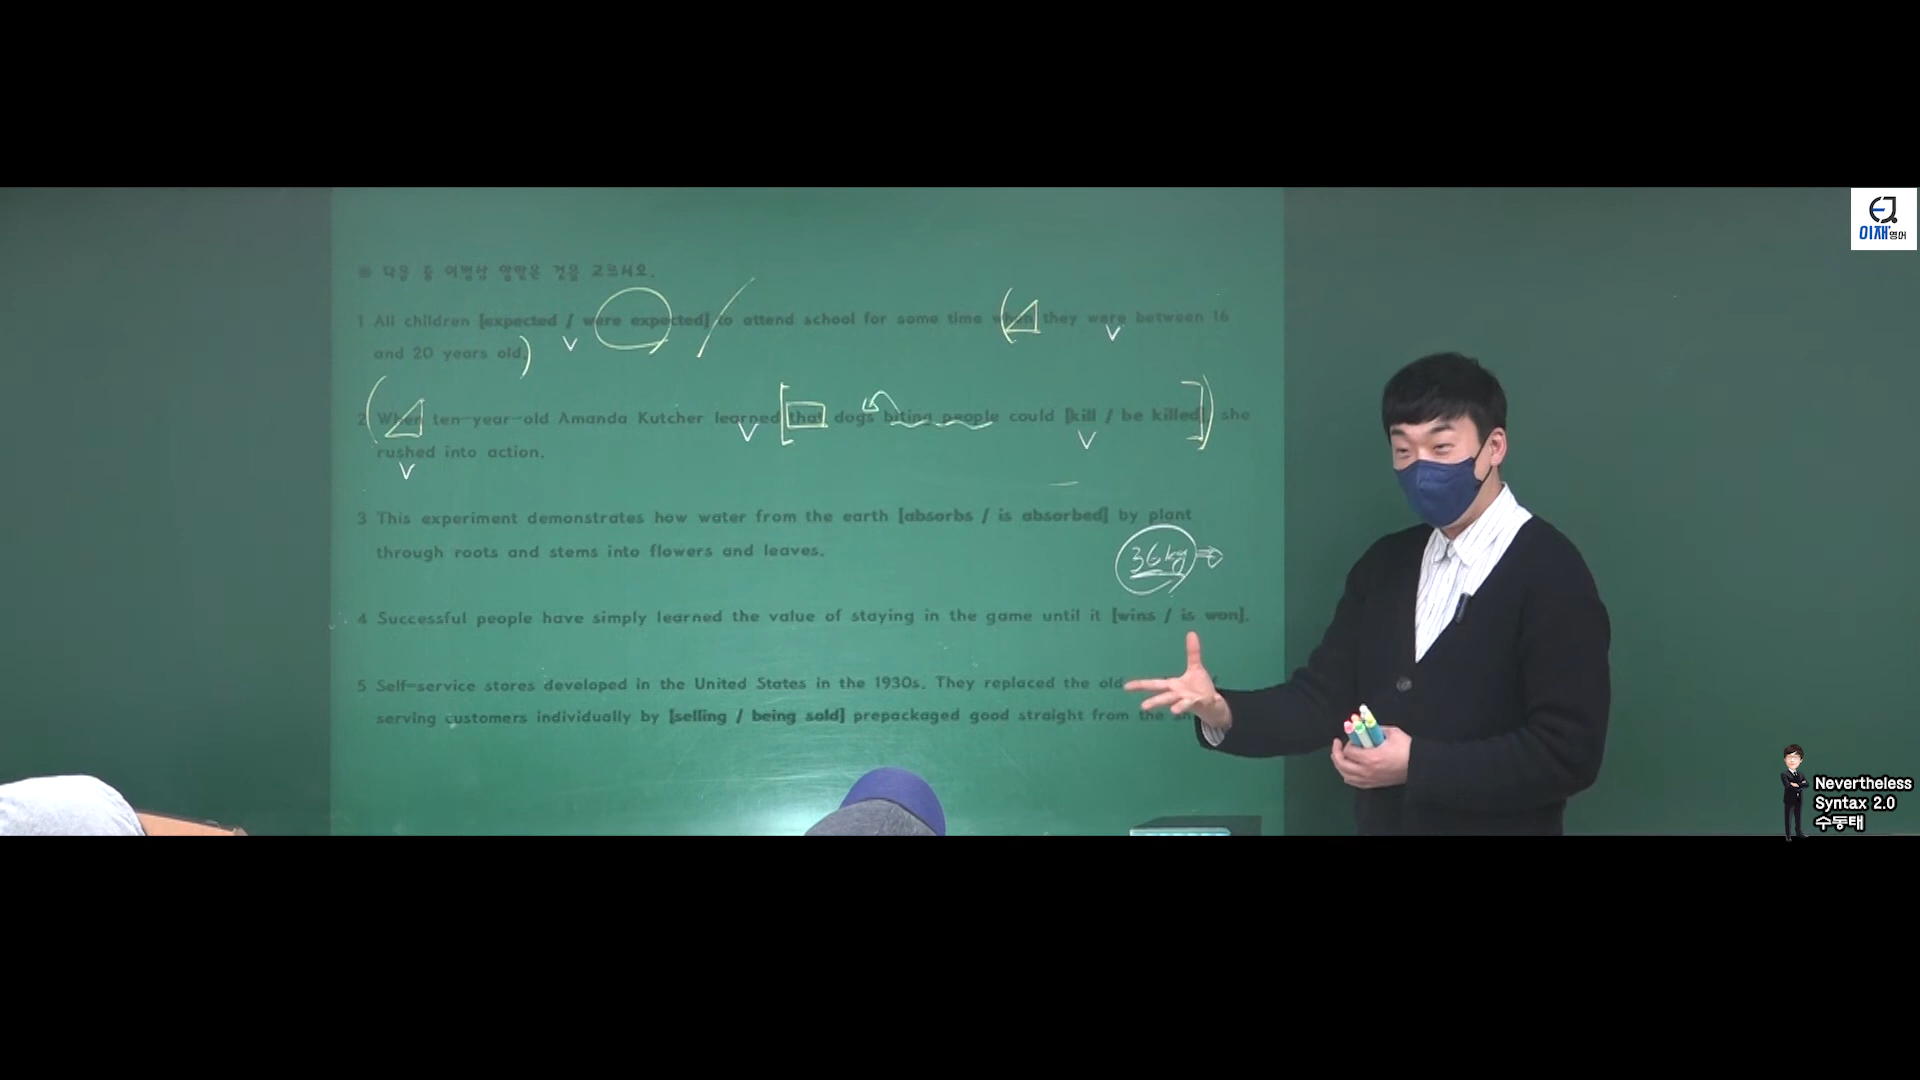 이재영어
※ 다음 중 어법상 알맞은 것을 고르시오.
1 All children [expected / were expected] to attend school for some time when they were between 16
and 20 years old.
2 When ten-year-old Amanda Kutcher learned that dogs biting people could [kill / be killed], she
rushed into action.
3 This experiment demonstrates how water from the earth [absorbs / is absorbed] by plant
through roots and stems into flowers and leaves.
36kg
4 Successful people have simply learned the value of staying in the game until it [wins / is won].
5 Self-service stores developed in the United States in the 1930s. They replaced the old
serving customers individually by [selling / being sold] prepackaged good straight from the
Nevertheless
Syntax 2.0
수동태